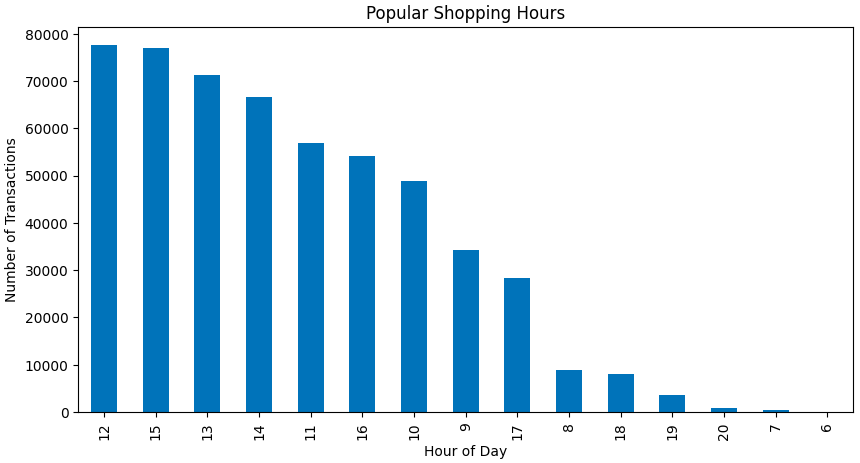 Popular Shopping Hours
80000
70000
60000
50000
40000
30000
20000
10000
0
Number of Transactions
12 15 13 14 11 16 10 9 17 8 18 19 20 7 6
Hour of Day